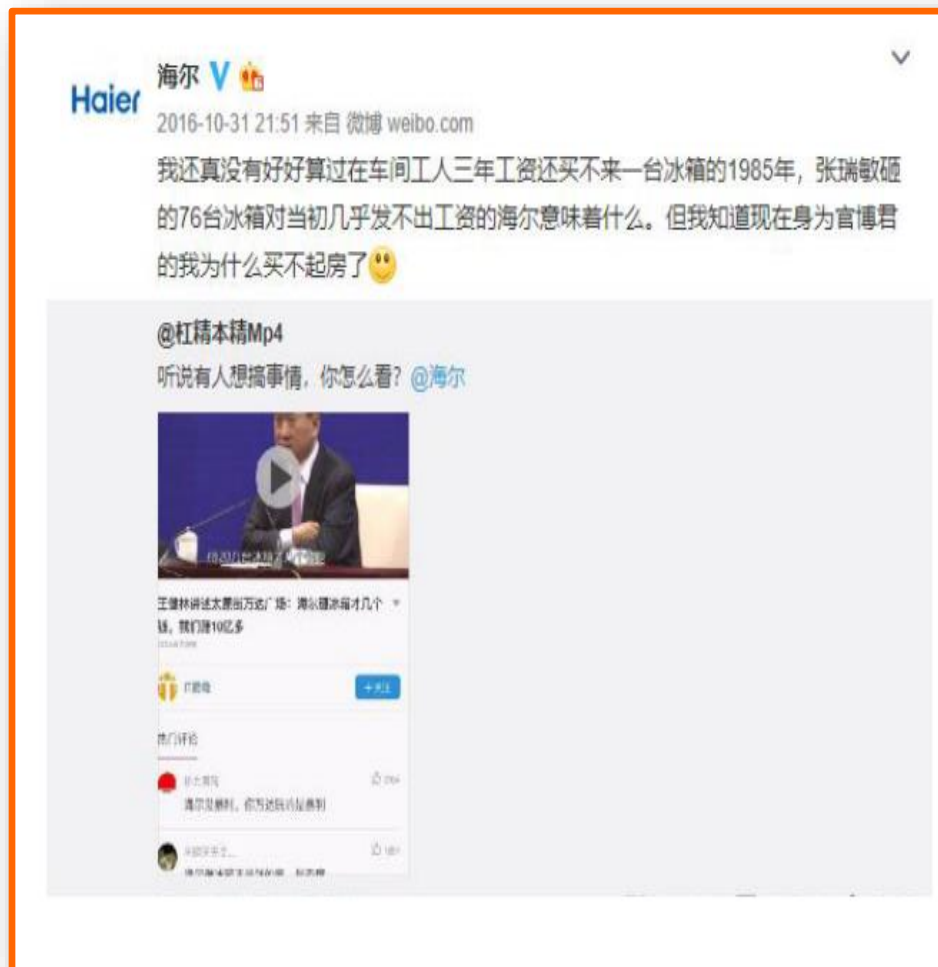 海尔
Haier
2016-10-31 21:51 来自 微博 weibo.com
我还真没有好好算过在车间工人三年工资还买不来一台冰箱的1985年，张瑞敏砸
的76台冰箱对当初几乎发不出工资的海尔意味着什么。但我知道现在身为官博君
的我为什么买不起房了
@杠精本精Mp4
听说有人想搞事情，你怎么看？@海尔
王健林讲述太原拆万达广场：海尔砸冰箱才几个
钱，我们赔10亿多
+关注
热门评论